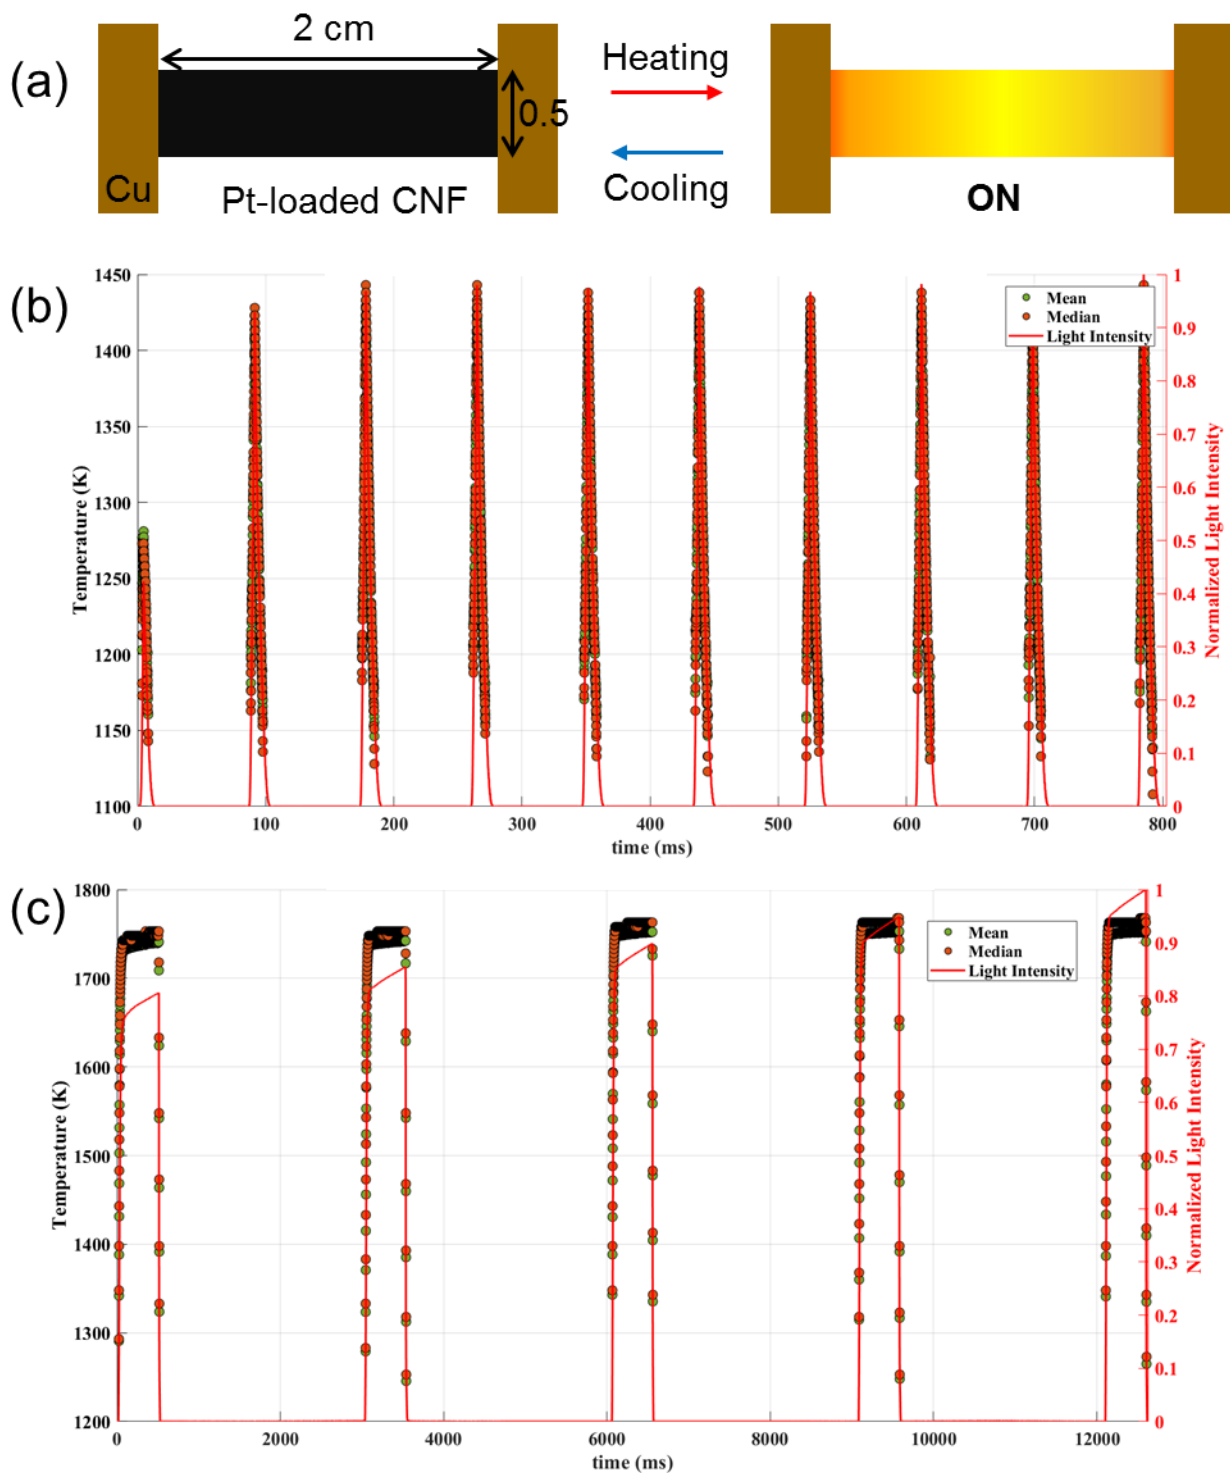 (a)
2 cm
0.5
Cu
Pt-loaded CNF
Heating
Cooling
ON
(b)
1450
1400
1350
1300
1250
1200
1150
1100
Temperature (K)
0
100
200
300
400
500
600
700
800
time (ms)
1
0.9
0.8
0.7
0.6
0.5
0.4
0.3
0.2
0.1
0
Normalized Light Intensity
Mean
Median
Light Intensity
(c)
1800
1700
1600
1500
1400
1300
1200
Temperature (K)
0
2000
4000
6000
8000
10000
12000
time (ms)
1
0.9
0.8
0.7
0.6
0.5
0.4
0.3
0.2
0.1
0
Normalized Light Intensity
Mean
Median
Light Intensity